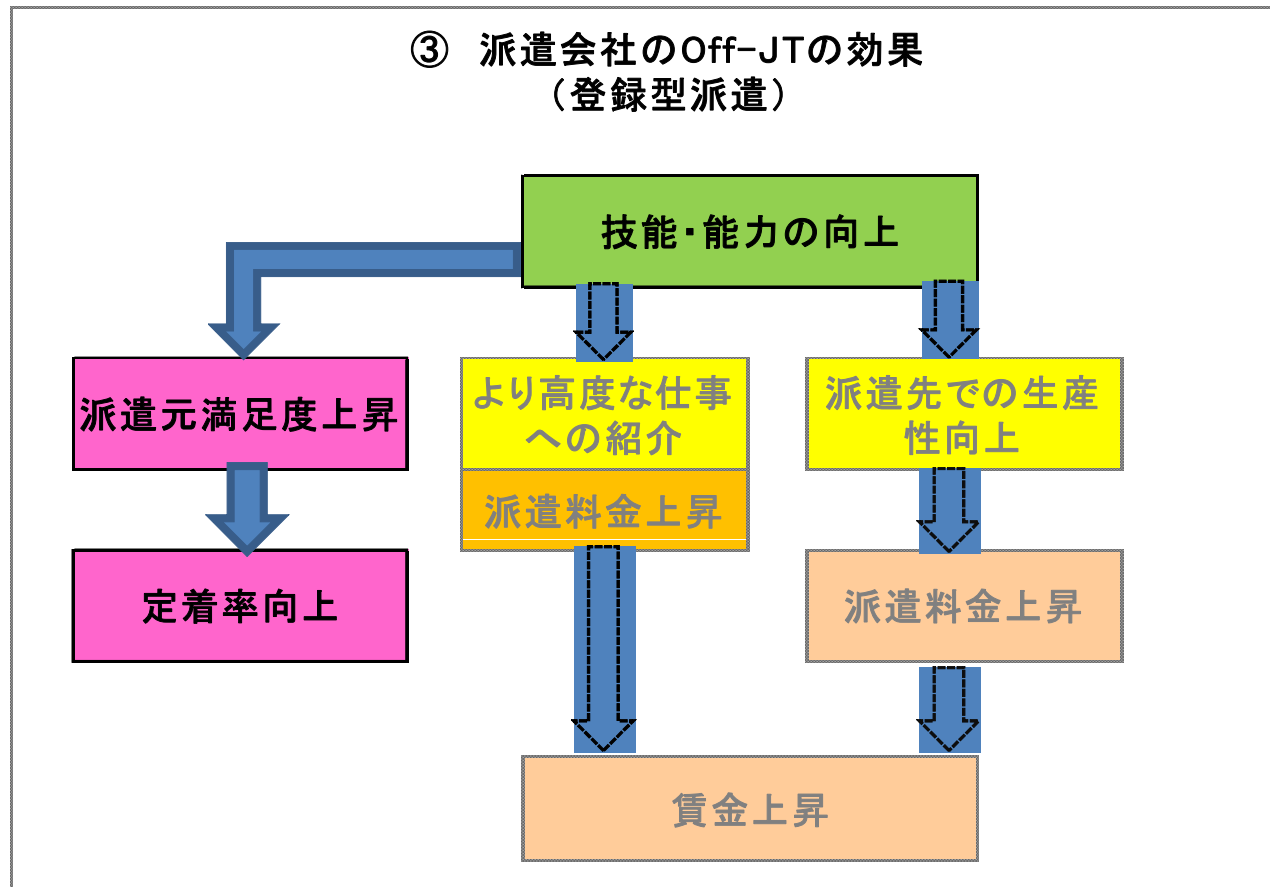 ③ 派遣会社のOff-JTの効果
（登録型派遣）
技能・能力の向上
派遣元満足度上昇
より高度な仕事
への紹介
派遣先での生産
性向上
派遣料金上昇
定着率向上
派遣料金上昇
賃金上昇